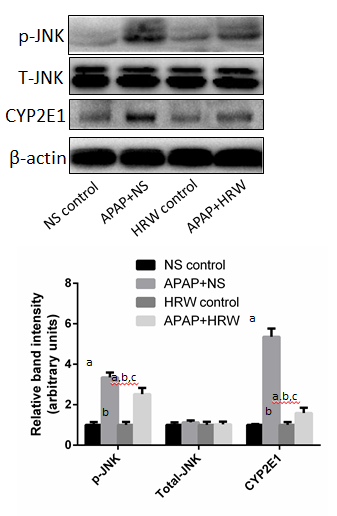 p-JNK
T-JNK
CYP2E1
β-actin
NS control
APAP+NS
HRW control
APAP+HRW
NS control
APAP+NS
HRW control
APAP+HRW
Relative band intensity
(arbitrary units)
8
6
4
2
0
a
b
a,b,c
a
b
a,b,c
p-JNK
Total-JNK
CYP2E1